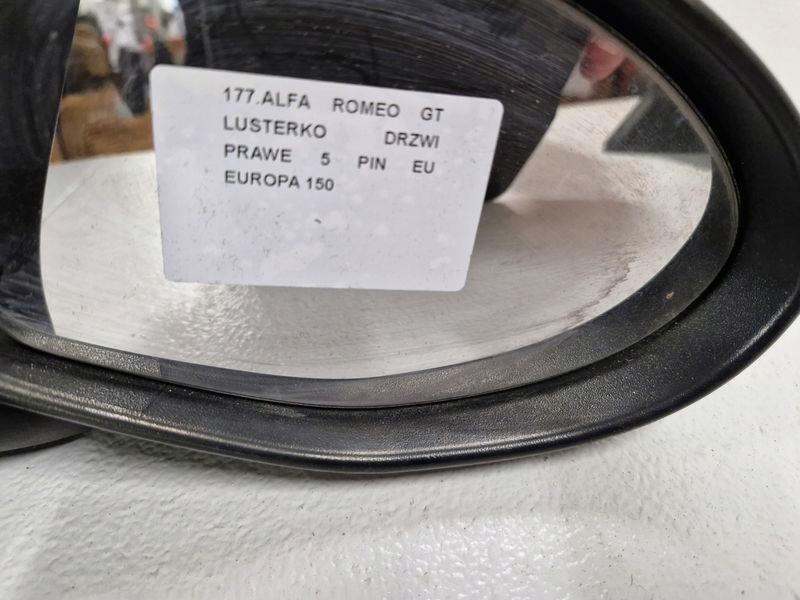 177.ALFA ROMEO GT
LUSTERKO DRZWI
PRAWE 5 PIN EU
EUROPA 150